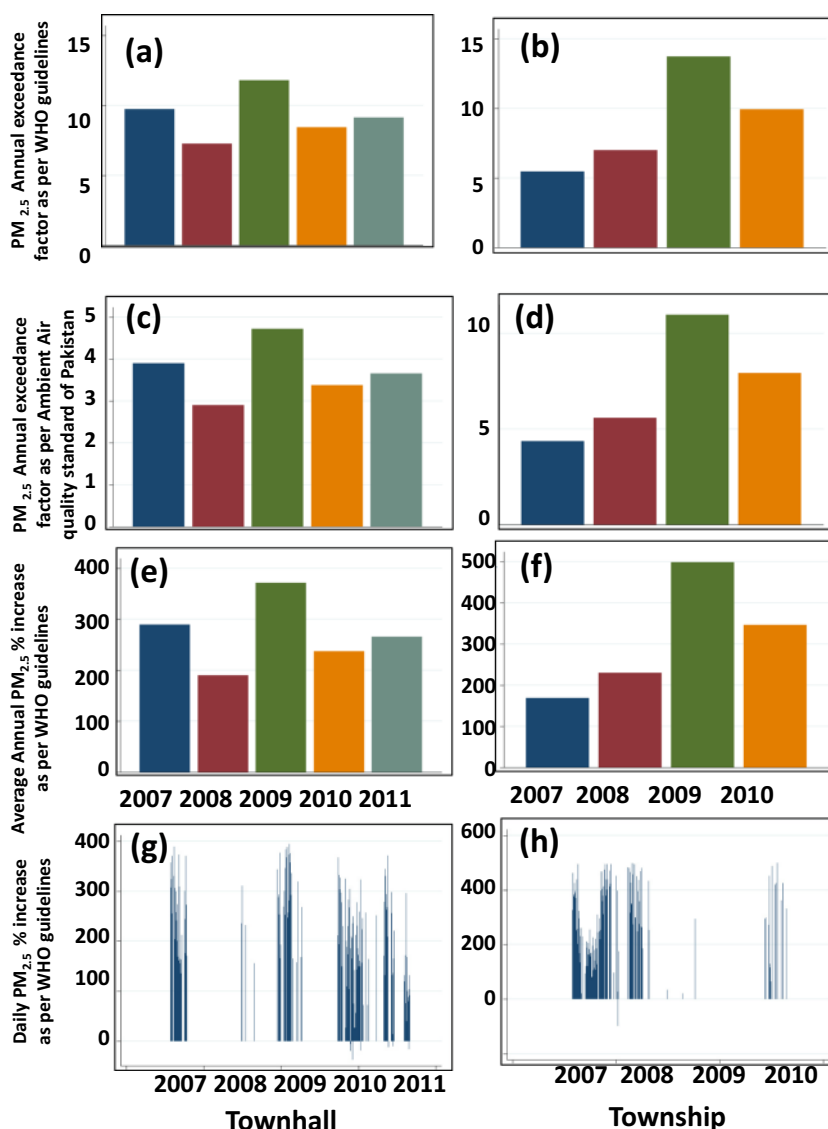 PM 2.5 Annual exceedance
factor as per WHO guidelines
15
10
5
0
(a)
15
10
5
0
(b)
PM 2.5 Annual exceedance
factor as per Ambient Air
quality standard of Pakistan
5
4
3
2
1
0
(c)
10
5
0
(d)
Average Annual PM2.5 % increase
as per WHO guidelines
400
300
200
100
0
(e)
2007 2008 2009 2010 2011
500
400
300
200
100
0
(f)
2007 2008 2009 2010
Daily PM2.5 % increase
as per WHO guidelines
400
300
200
100
0
(g)
2007 2008 2009 2010 2011
Townhall
600
400
200
0
(h)
2007 2008 2009 2010
Township